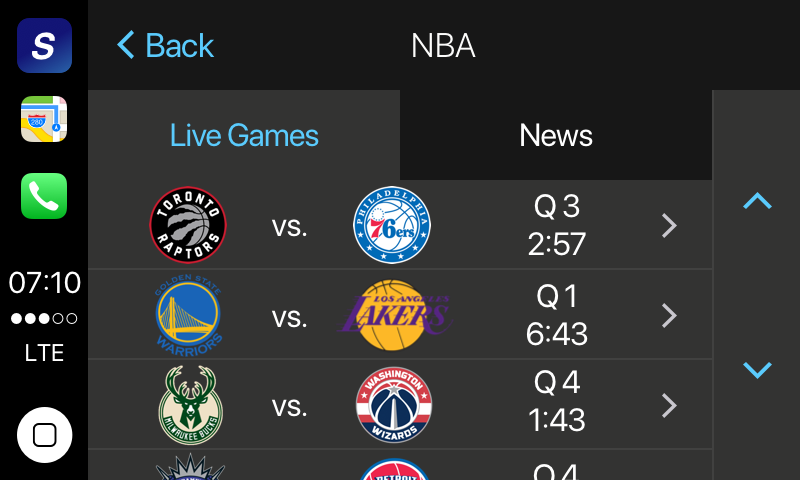 S
Back
NBA
280
Live Games
News
TORONTO
RAPTORS
vs.
PHILADELPHIA
76ers
Q 3
2:57
07:10
LTE
GOLDEN STATE
WARRIORS
vs.
LOS ANGELES
LAKERS
Q 1
6:43
MILWAUKEE BUCKS
vs.
WASHINGTON
WIZARDS
Q 4
1:43
DETROIT
Q 4